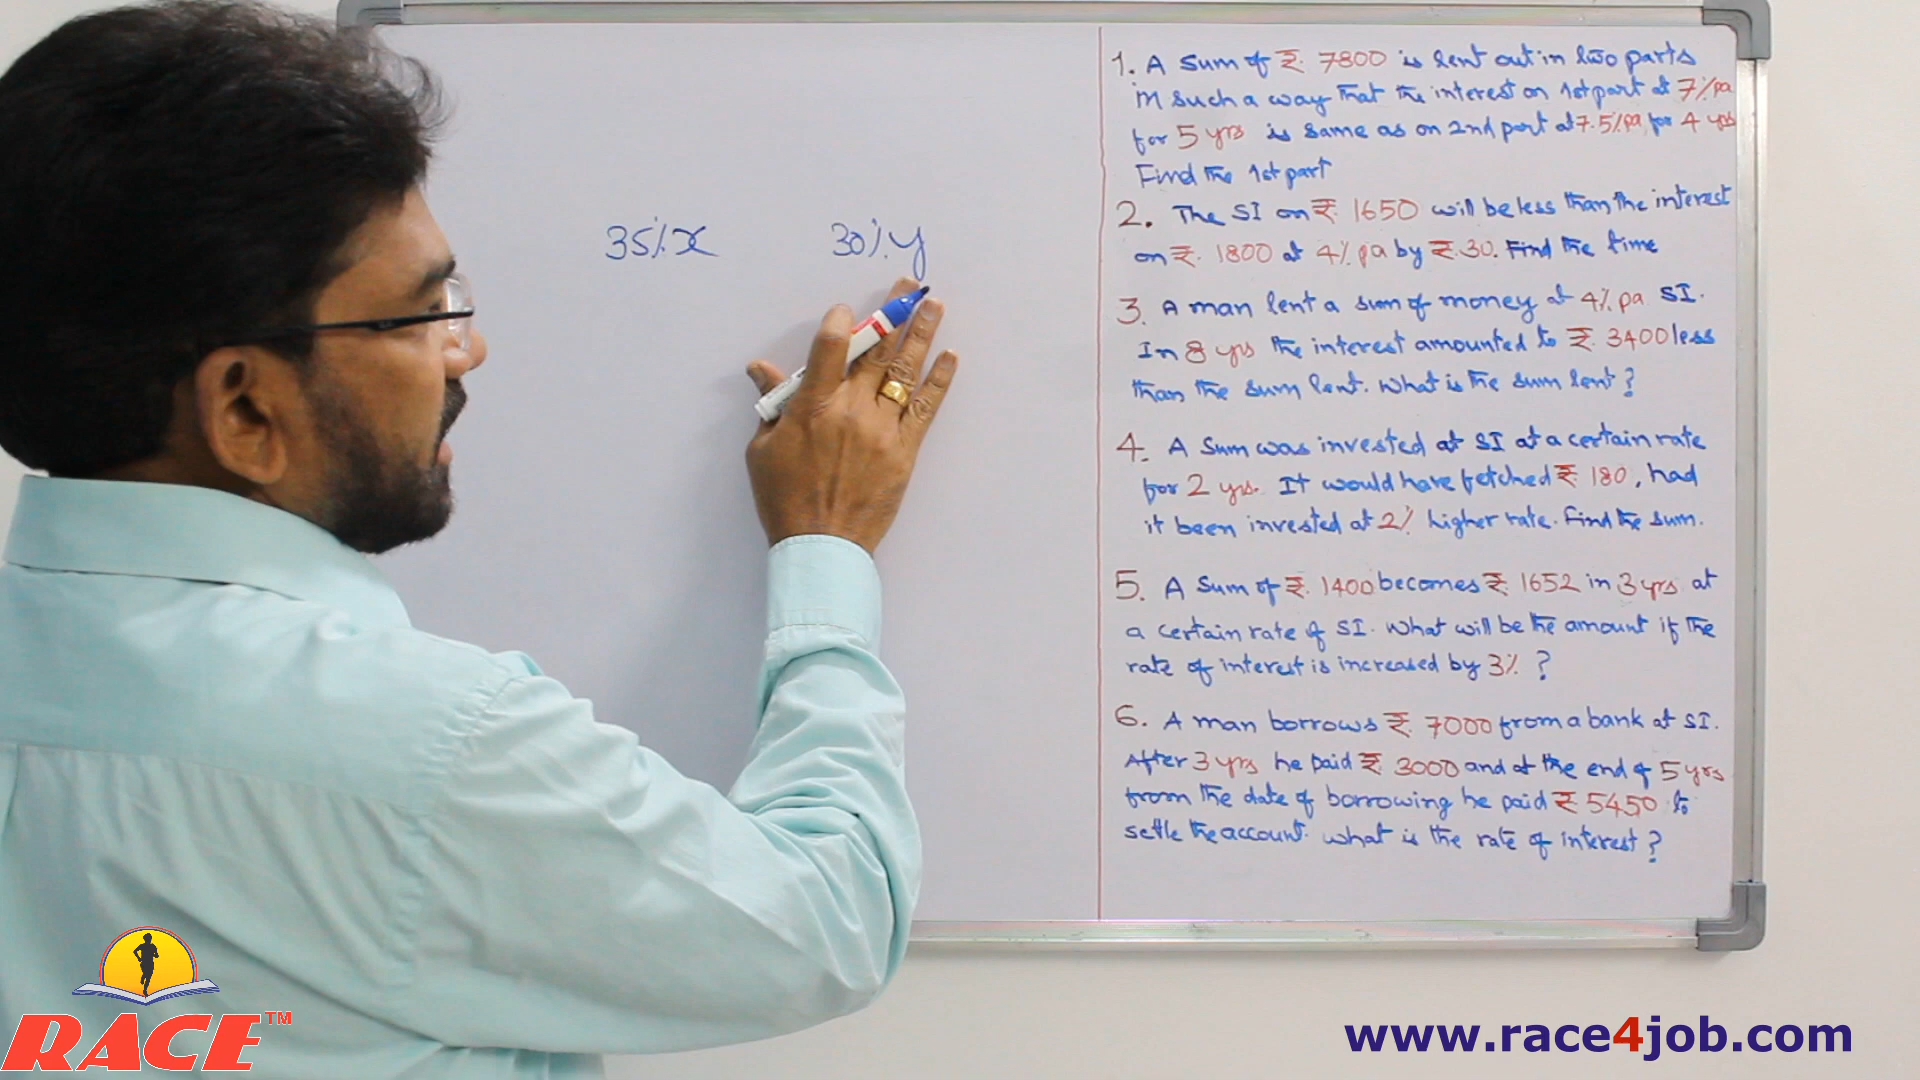 35%x 30%y
1. A Sum of ₹. 7800 is lent out in two parts
in such a way that the interest on 1st part at 7% pa
for 5 yrs is same as on 2nd part at 7.5% pa for 4 yrs
Find the 1st part
2. The SI on ₹. 1650 will be less than the interest
on ₹. 1800 at 4% pa by ₹. 30. Find the time
3. A man lent a sum of money at 4% pa SI.
In 8 yrs the interest amounted to ₹. 3400 less
than the sum lent. What is the sum lent?
4. A Sum was invested at SI at a certain rate
for 2 yrs. It would have fetched ₹. 180, had
it been invested at 2% higher rate. Find the sum.
5. A Sum of ₹. 1400 becomes ₹. 1652 in 3 yrs at
a certain rate of SI. What will be the amount if the
rate of interest is increased by 3% ?
6. A man borrows ₹. 7000 from a bank at SI.
After 3 yrs he paid ₹. 3000 and at the end of 5 yrs
from the date of borrowing he paid ₹ 5450 to
settle the account. What is the rate of interest?
RACE™
www.race4job.com